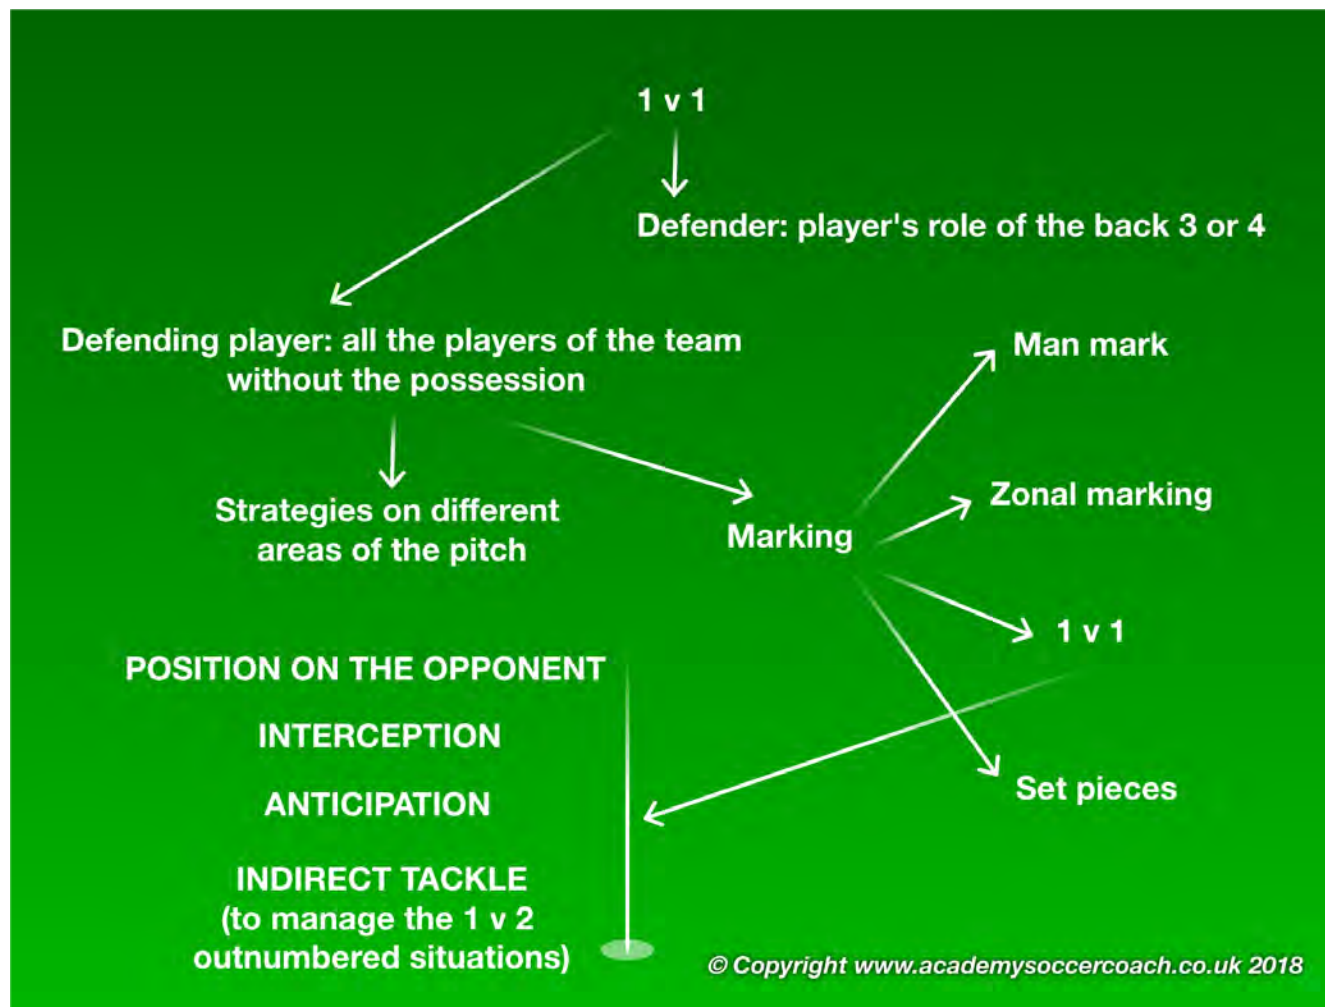 1 v 1
Defender: player's role of the back 3 or 4
Defending player: all the players of the team
without the possession
Man mark
Zonal marking
Strategies on different
areas of the pitch
Marking
1 v 1
POSITION ON THE OPPONENT
INTERCEPTION
ANTICIPATION
Set pieces
INDIRECT TACKLE
(to manage the 1 v 2
outnumbered situations)
© Copyright www.academysoccercoach.co.uk 2018